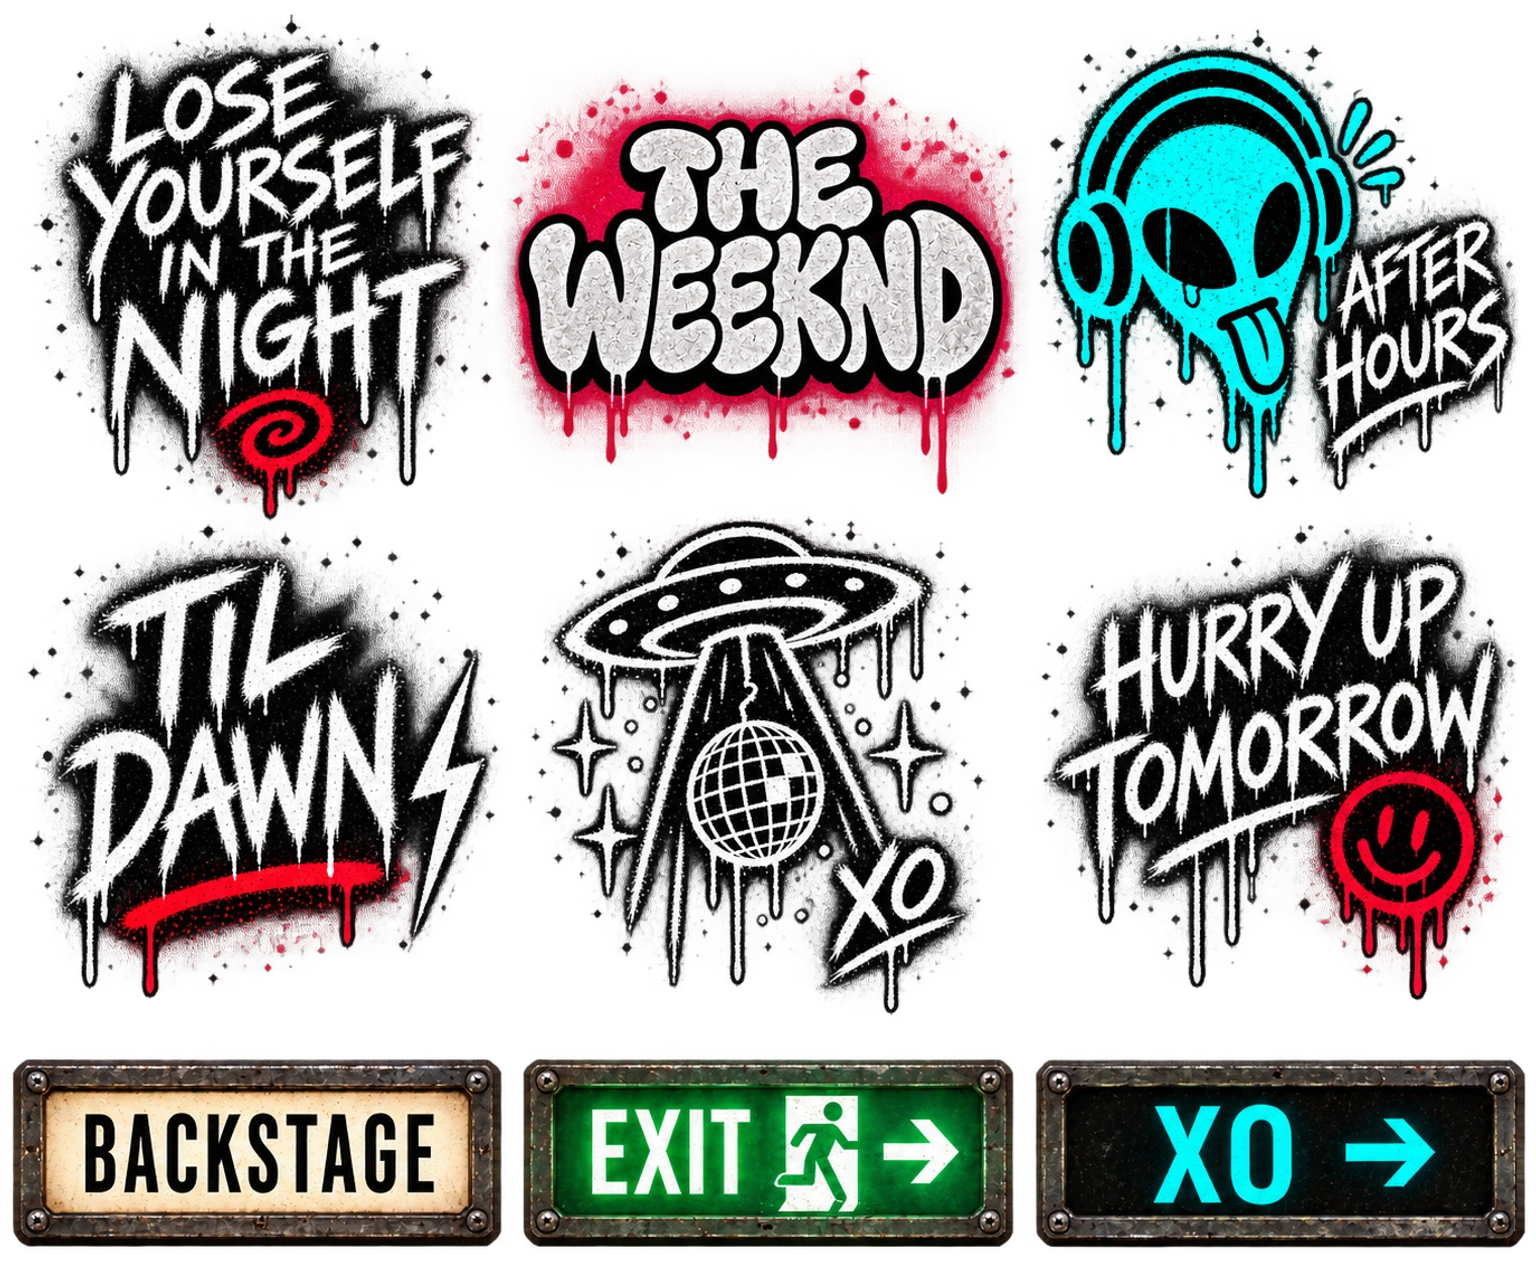 LOSE
YOURSELF
IN THE
NIGHT
THE
WEEKND
AFTER
HOURS
TIL
DAWN
XO
HURRY UP
TOMORROW
BACKSTAGE
EXIT →
XO →